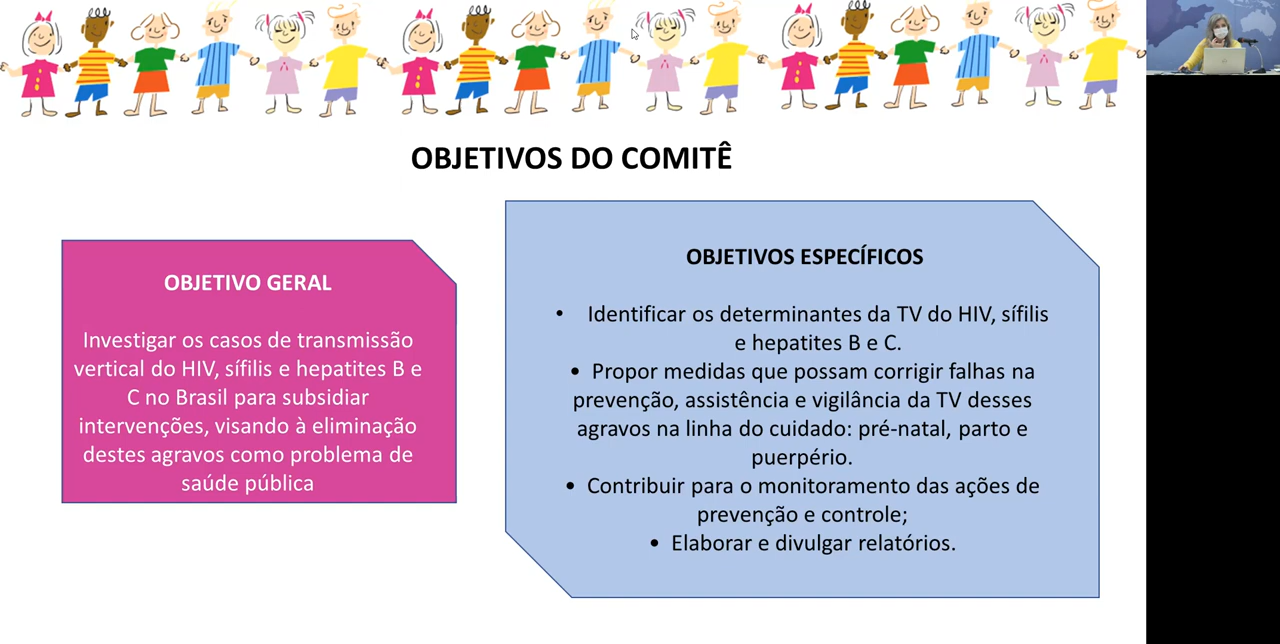 OBJETIVOS DO COMITÊ
OBJETIVO GERAL
Investigar os casos de transmissão
vertical do HIV, sífilis e hepatites B e
C no Brasil para subsidiar
intervenções, visando à eliminação
destes agravos como problema de
saúde pública
OBJETIVOS ESPECÍFICOS
• Identificar os determinantes da TV do HIV, sífilis
e hepatites B e C.
• Propor medidas que possam corrigir falhas na
prevenção, assistência e vigilância da TV desses
agravos na linha do cuidado: pré-natal, parto e
puerpério.
• Contribuir para o monitoramento das ações de
prevenção e controle;
• Elaborar e divulgar relatórios.